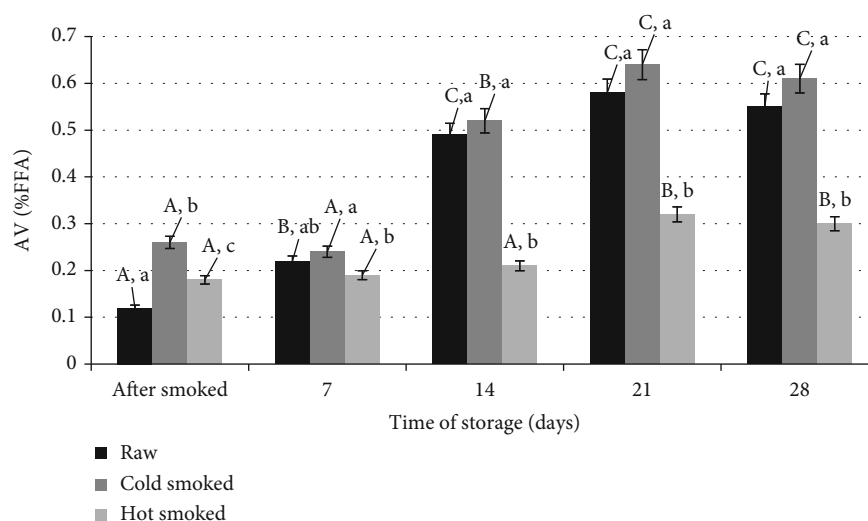 AV (%FFA)
0.7
0.6
0.5
0.4
0.3
0.2
0.1
0
A, a
A, b
A, c
B, ab
A, a
A, b
C,a
B, a
A, b
C,a
C, a
B, b
C, a
C, a
B, b
After smoked 7 14 21 28
Time of storage (days)
Raw
Cold smoked
Hot smoked